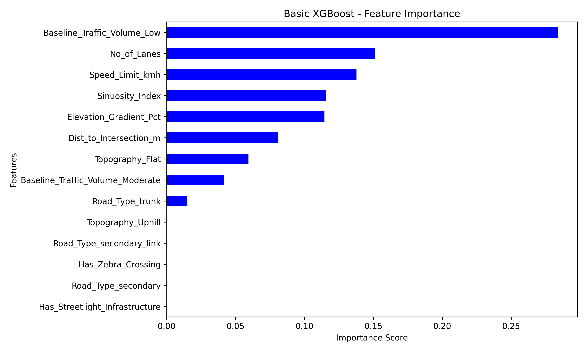 Basic XGBoost - Feature Importance
Baseline_Traffic_Volume_Low
No_of_Lanes
Speed_Limit_kmh
Sinuosity_Index
Elevation_Gradient_Pct
Dist_to_Intersection_m
Topography_Flat
Baseline_Traffic_Volume_Moderate
Road_Type_trunk
Topography_Uphill
Road_Type_secondary_link
Has_Zebra_Crossing
Road_Type_secondary
Has_Streetlight_Infrastructure
Features
0.00 0.05 0.10 0.15 0.20 0.25
Importance Score